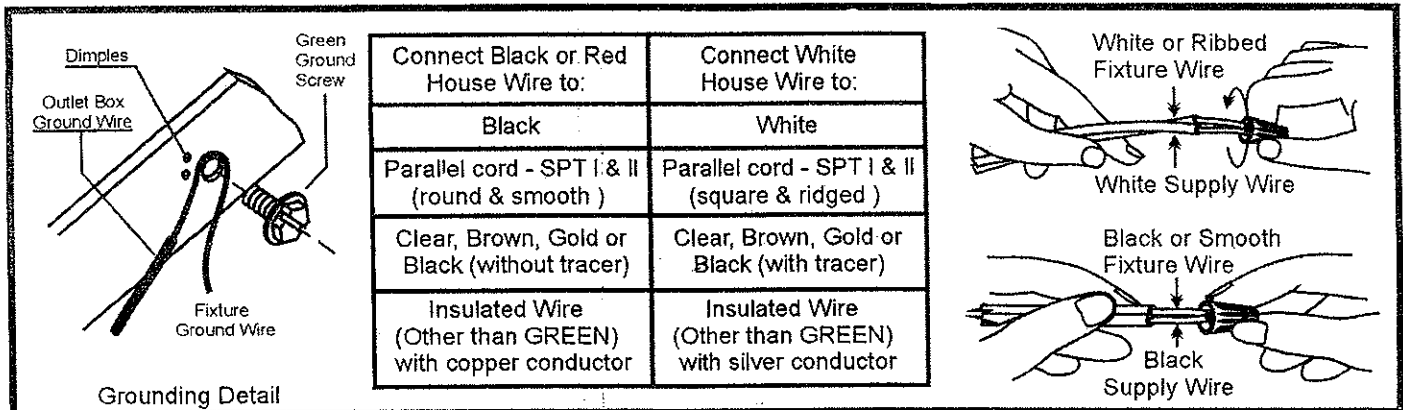 Dimples
Green
Ground
Screw
Outlet Box
Ground Wire
Fixture
Ground Wire
Grounding Detail
Connect Black or Red
House Wire to:
Connect White
House Wire to:
Black
White
Parallel cord - SPT I & II
(round & smooth )
Parallel cord - SPT I & II
(square & ridged )
Clear, Brown, Gold or
Black (without tracer)
Clear, Brown, Gold or
Black (with tracer)
Insulated Wire
(Other than GREEN)
with copper conductor
Insulated Wire
(Other than GREEN)
with silver conductor
White or Ribbed
Fixture Wire
White Supply Wire
Black or Smooth
Fixture Wire
Black
Supply Wire